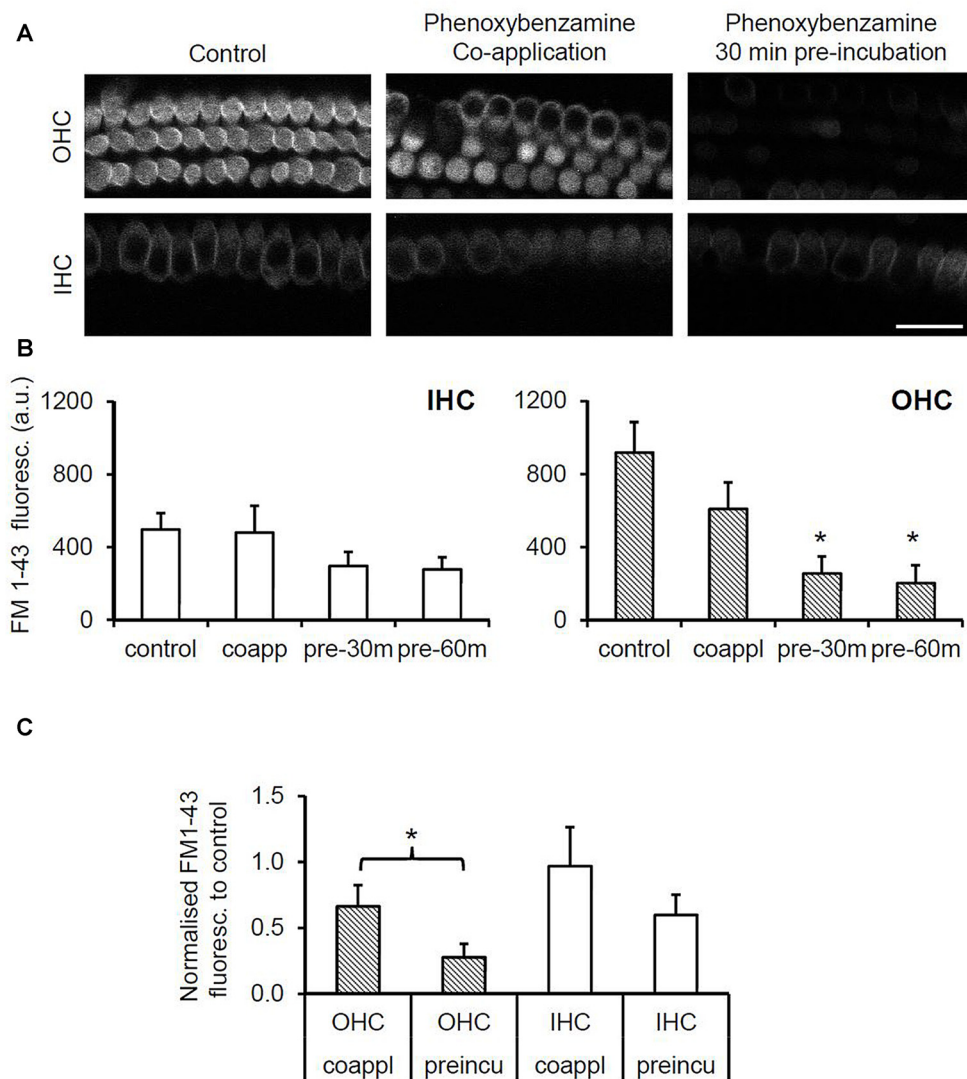 A
Control
Phenoxybenzamine
Co-application
Phenoxybenzamine
30 min pre-incubation
OHC
IHC
B
FM 1-43 fluoresc. (a.u.)
1200
800
400
0
IHC
control coapp pre-30m pre-60m
1200
800
400
0
OHC
* *
control coappl pre-30m pre-60m
C
Normalised FM1-43
fluoresc. to control
1.5
1.0
0.5
0.0
*
OHC OHC IHC IHC
coappl preincu coappl preincu